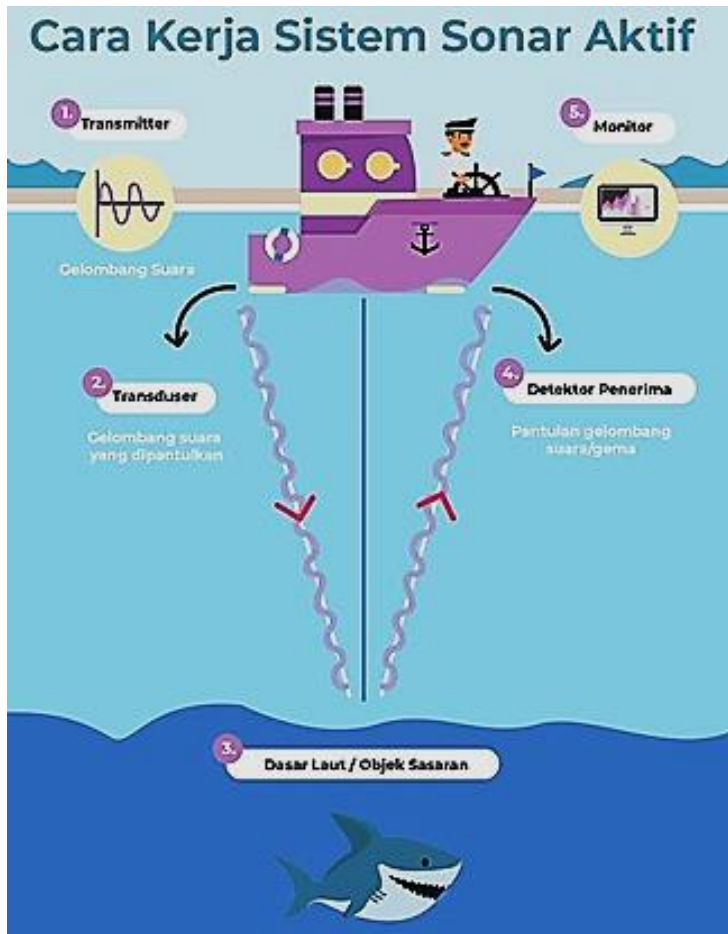 Cara Kerja Sistem Sonar Aktif
1. Transmitter
Gelombang Suara
2. Transduser
Gelombang suara
yang dipantulkan
3. Dasar Laut / Objek Sasaran
4. Detektor Penerima
Pantulan gelombang
suara/gema
5. Monitor